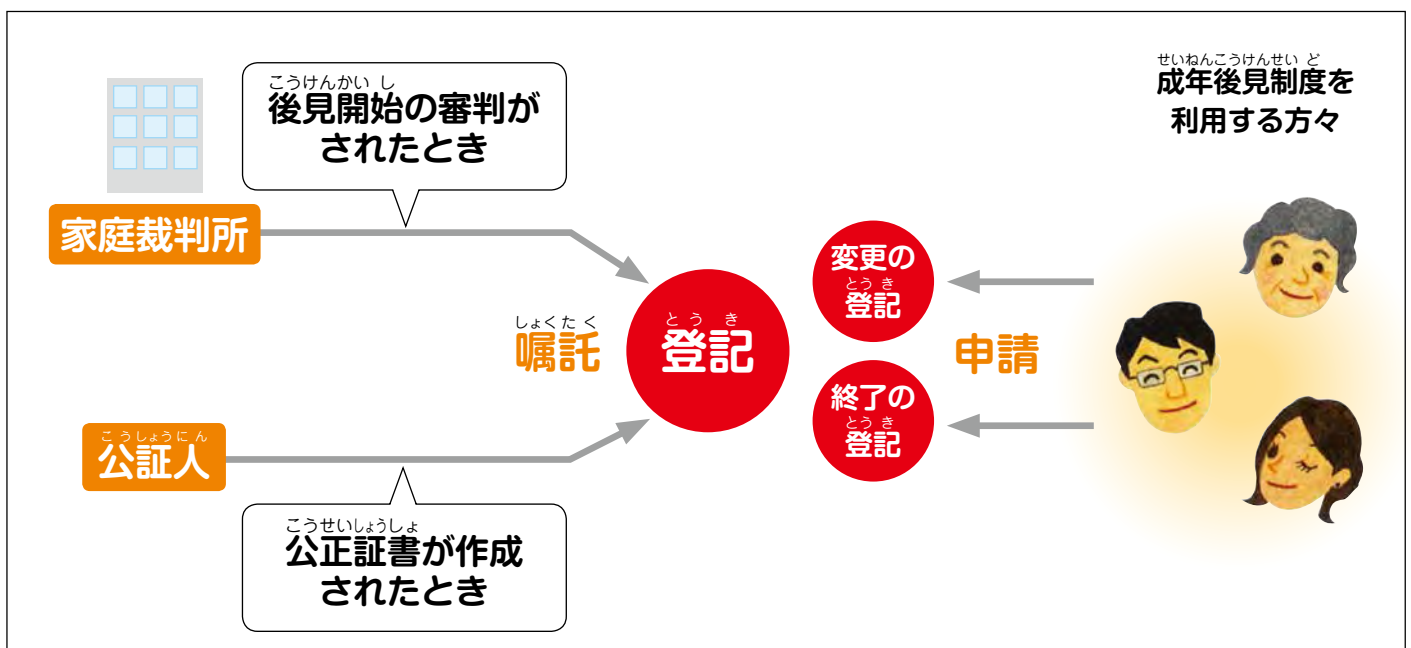 こうけんかいし
後見開始の審判が
されたとき
家庭裁判所
しょくたく
嘱託
こうしょうにん
公証人
こうせいしょうしょ
公正証書が作成
されたとき
とうき
登記
変更の
とうき
登記
終了の
とうき
登記
申請
せいねんこうけんせいど
成年後見制度を
利用する方々